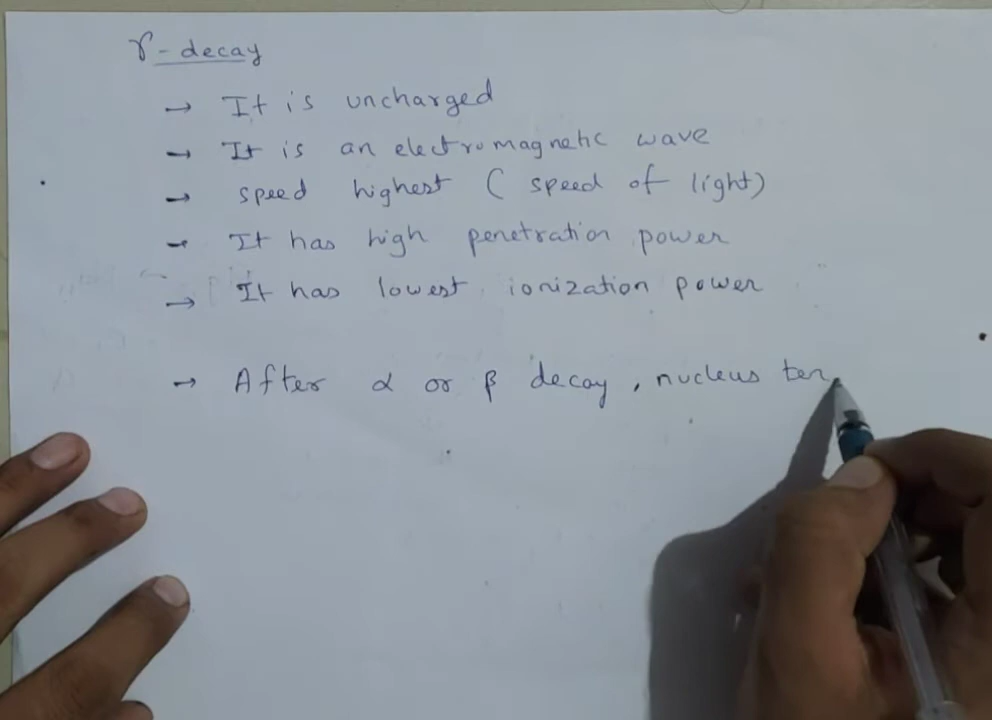 γ-decay
→ It is uncharged
→ It is an electromagnetic wave
→ speed highest ( speed of light)
→ It has high penetration power
→ It has lowest ionization power
→ After α or β decay, nucleus ten